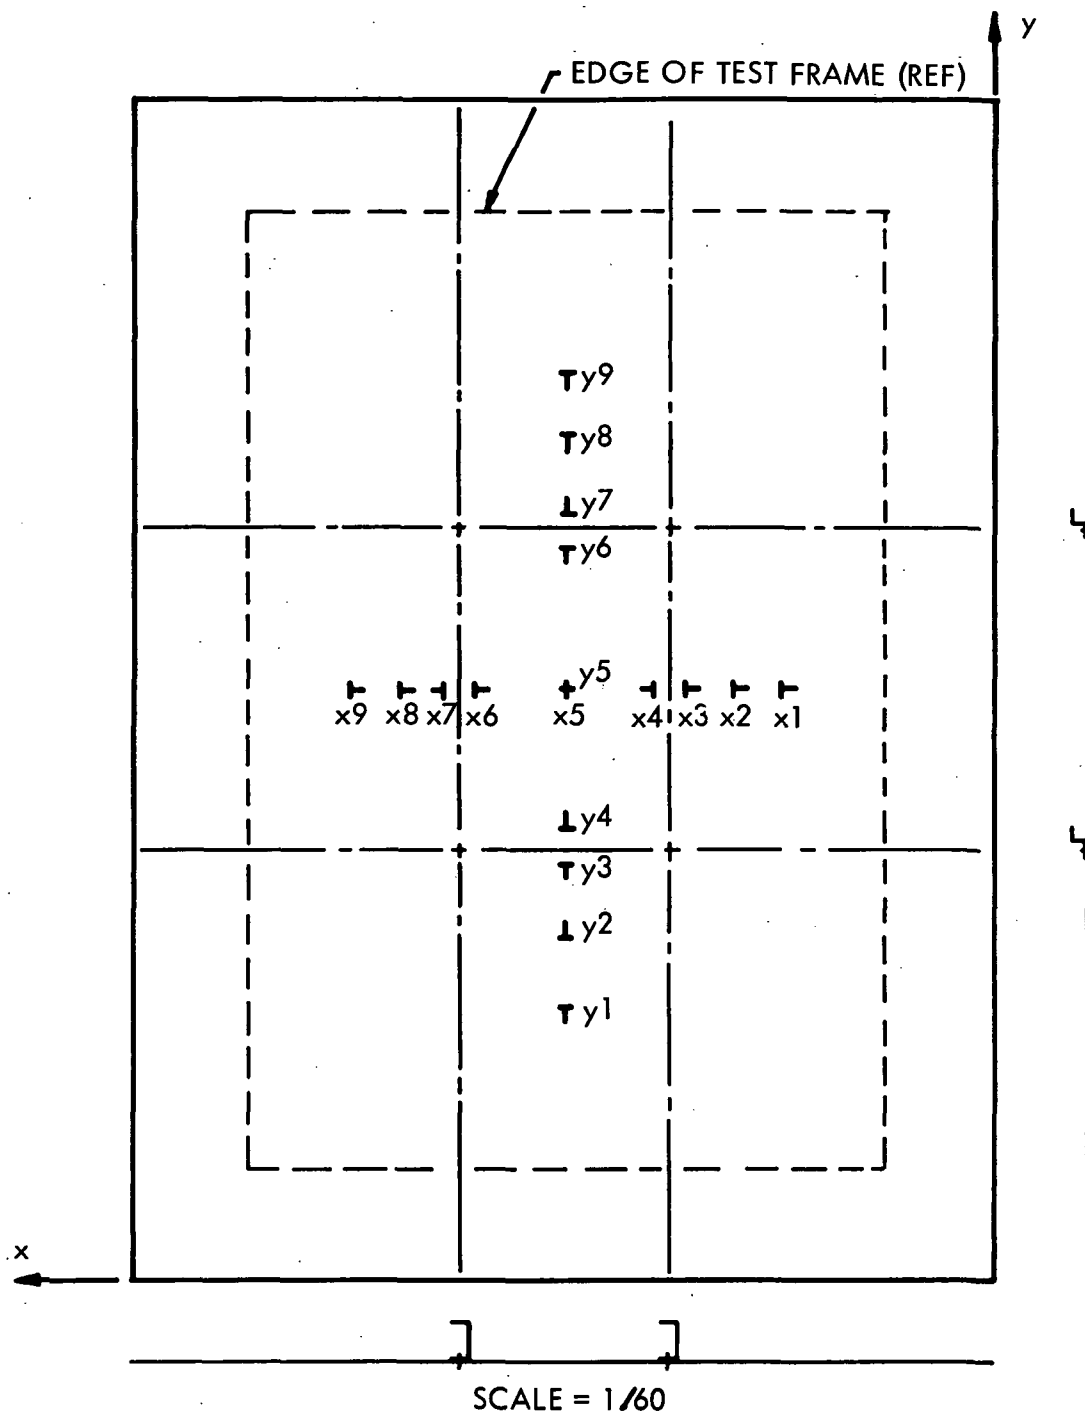 y
EDGE OF TEST FRAME (REF)
y9
y8
y7
y6
y5
x9 x8 x7 x6 x5 x4 x3 x2 x1
y4
y3
y2
y1
x
SCALE = 1/60